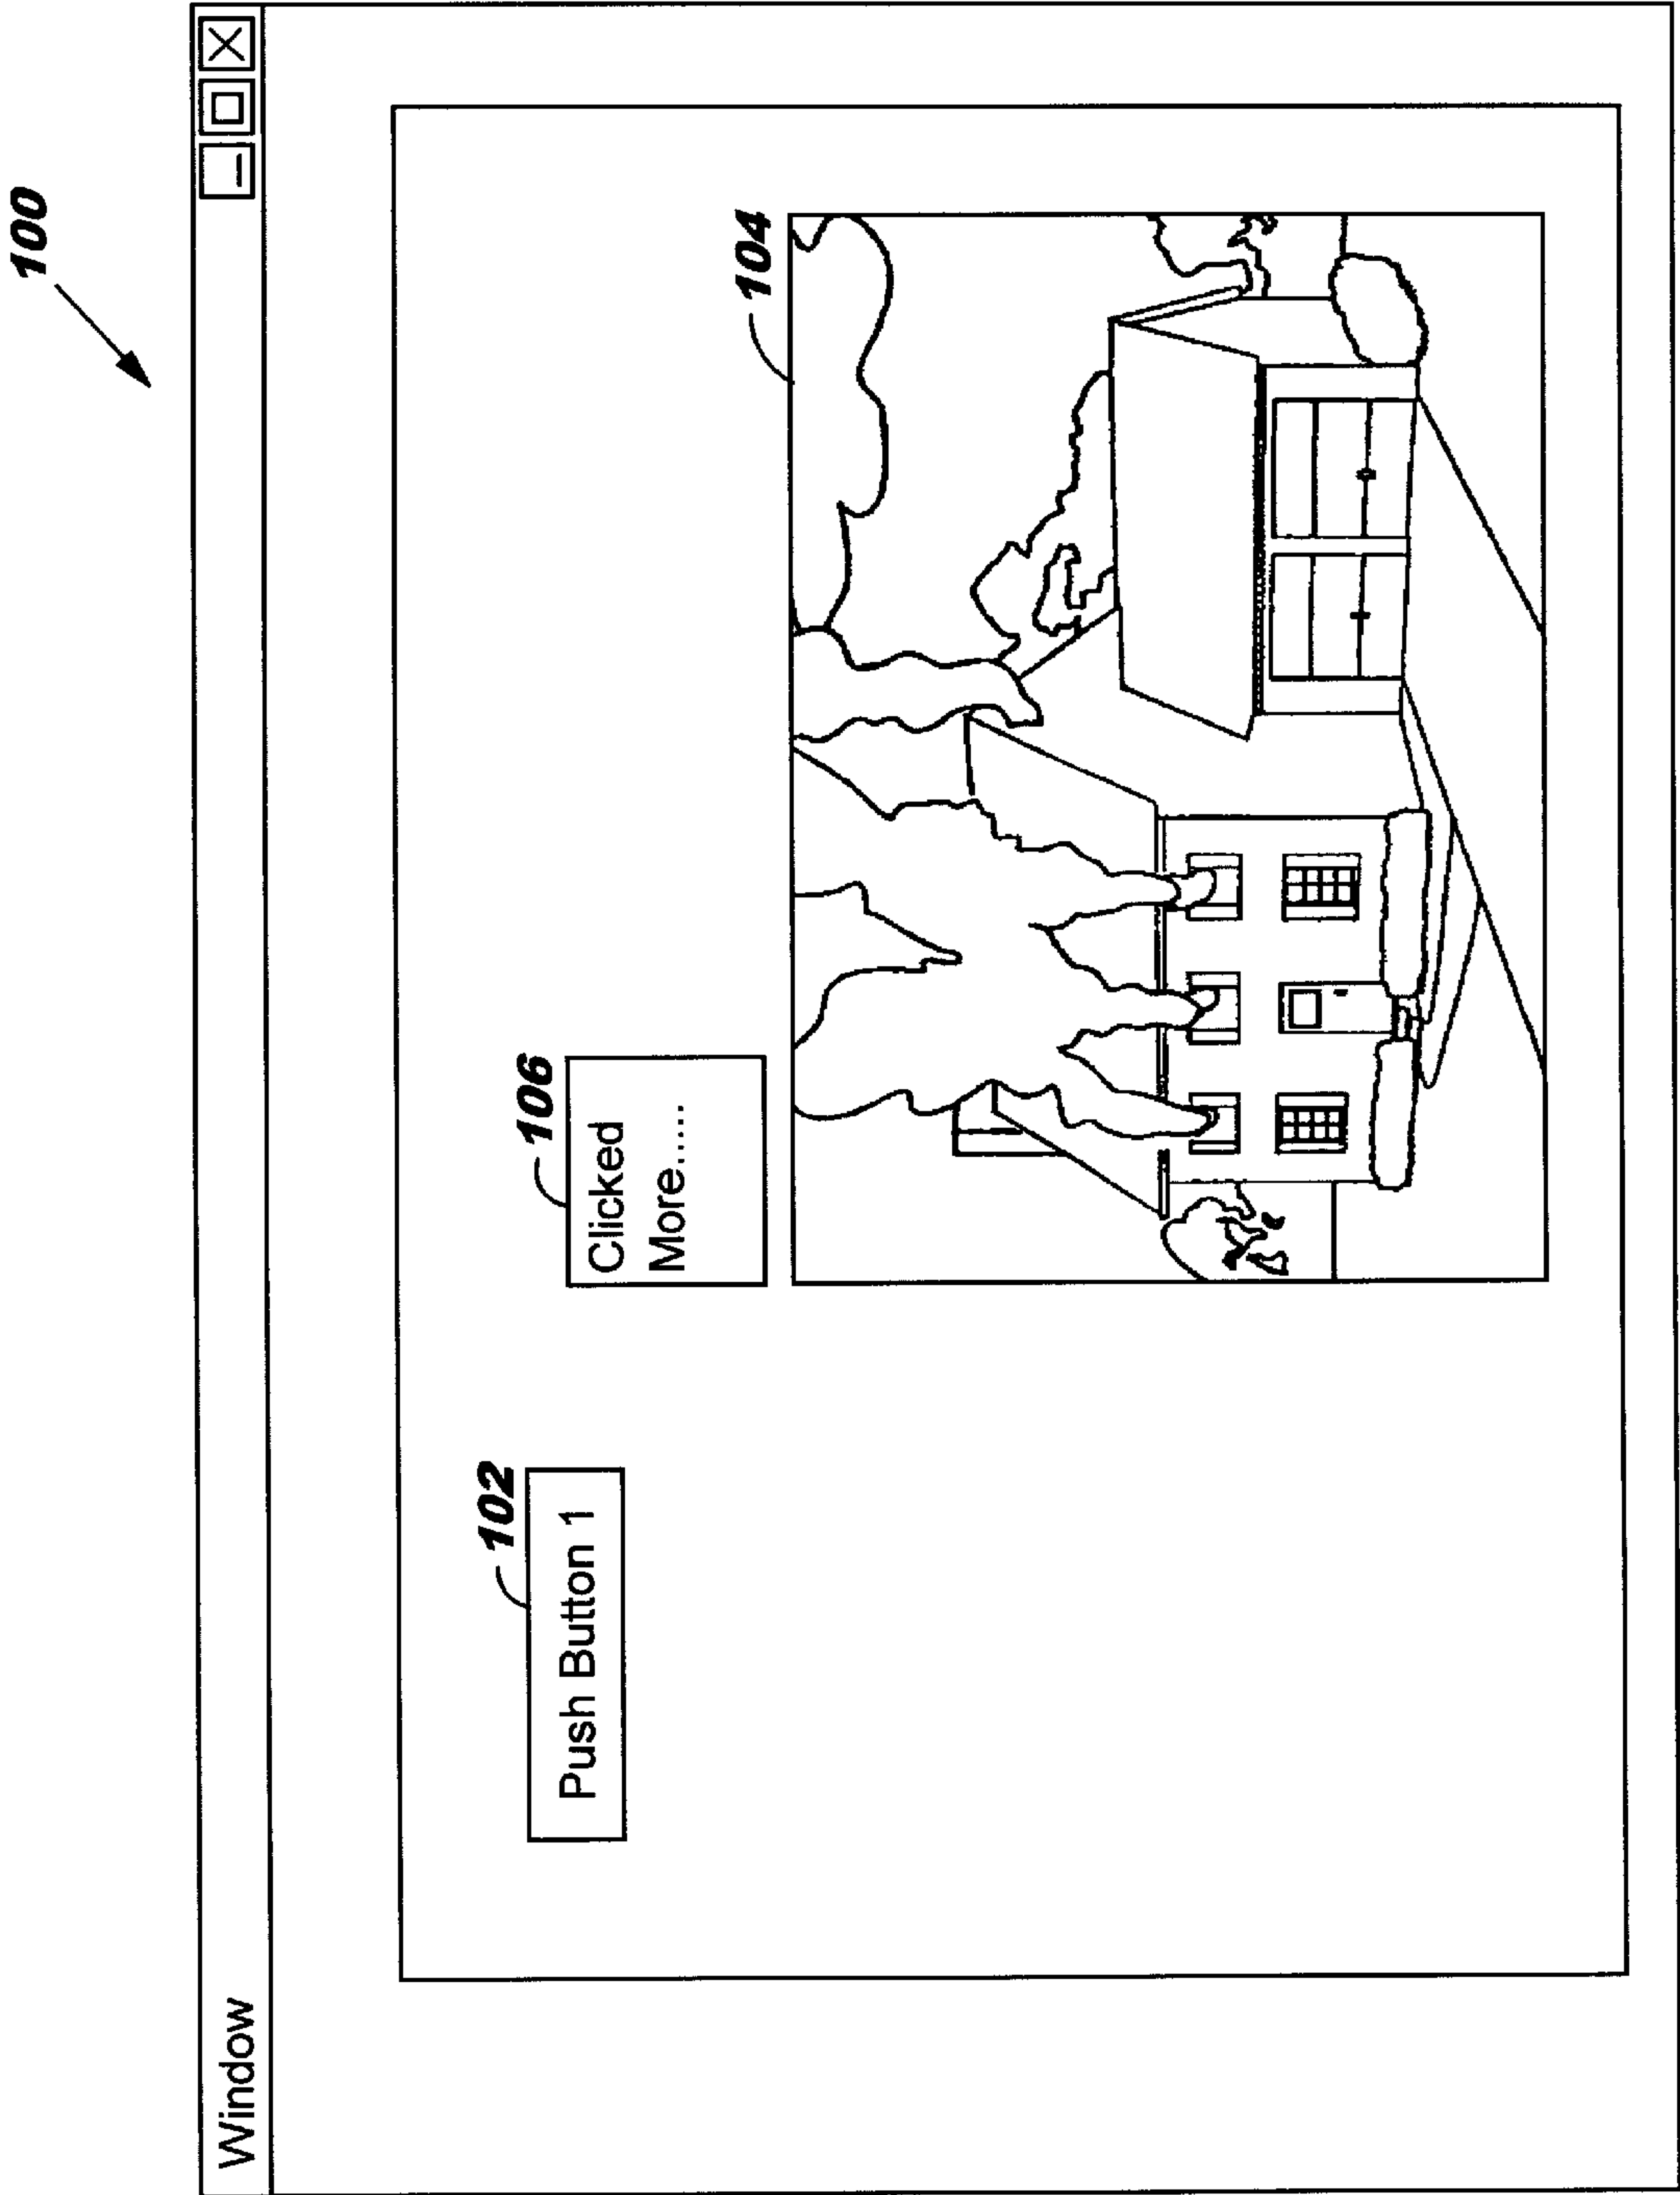 100
Window
102
Push Button 1
106
Clicked
More.....
104